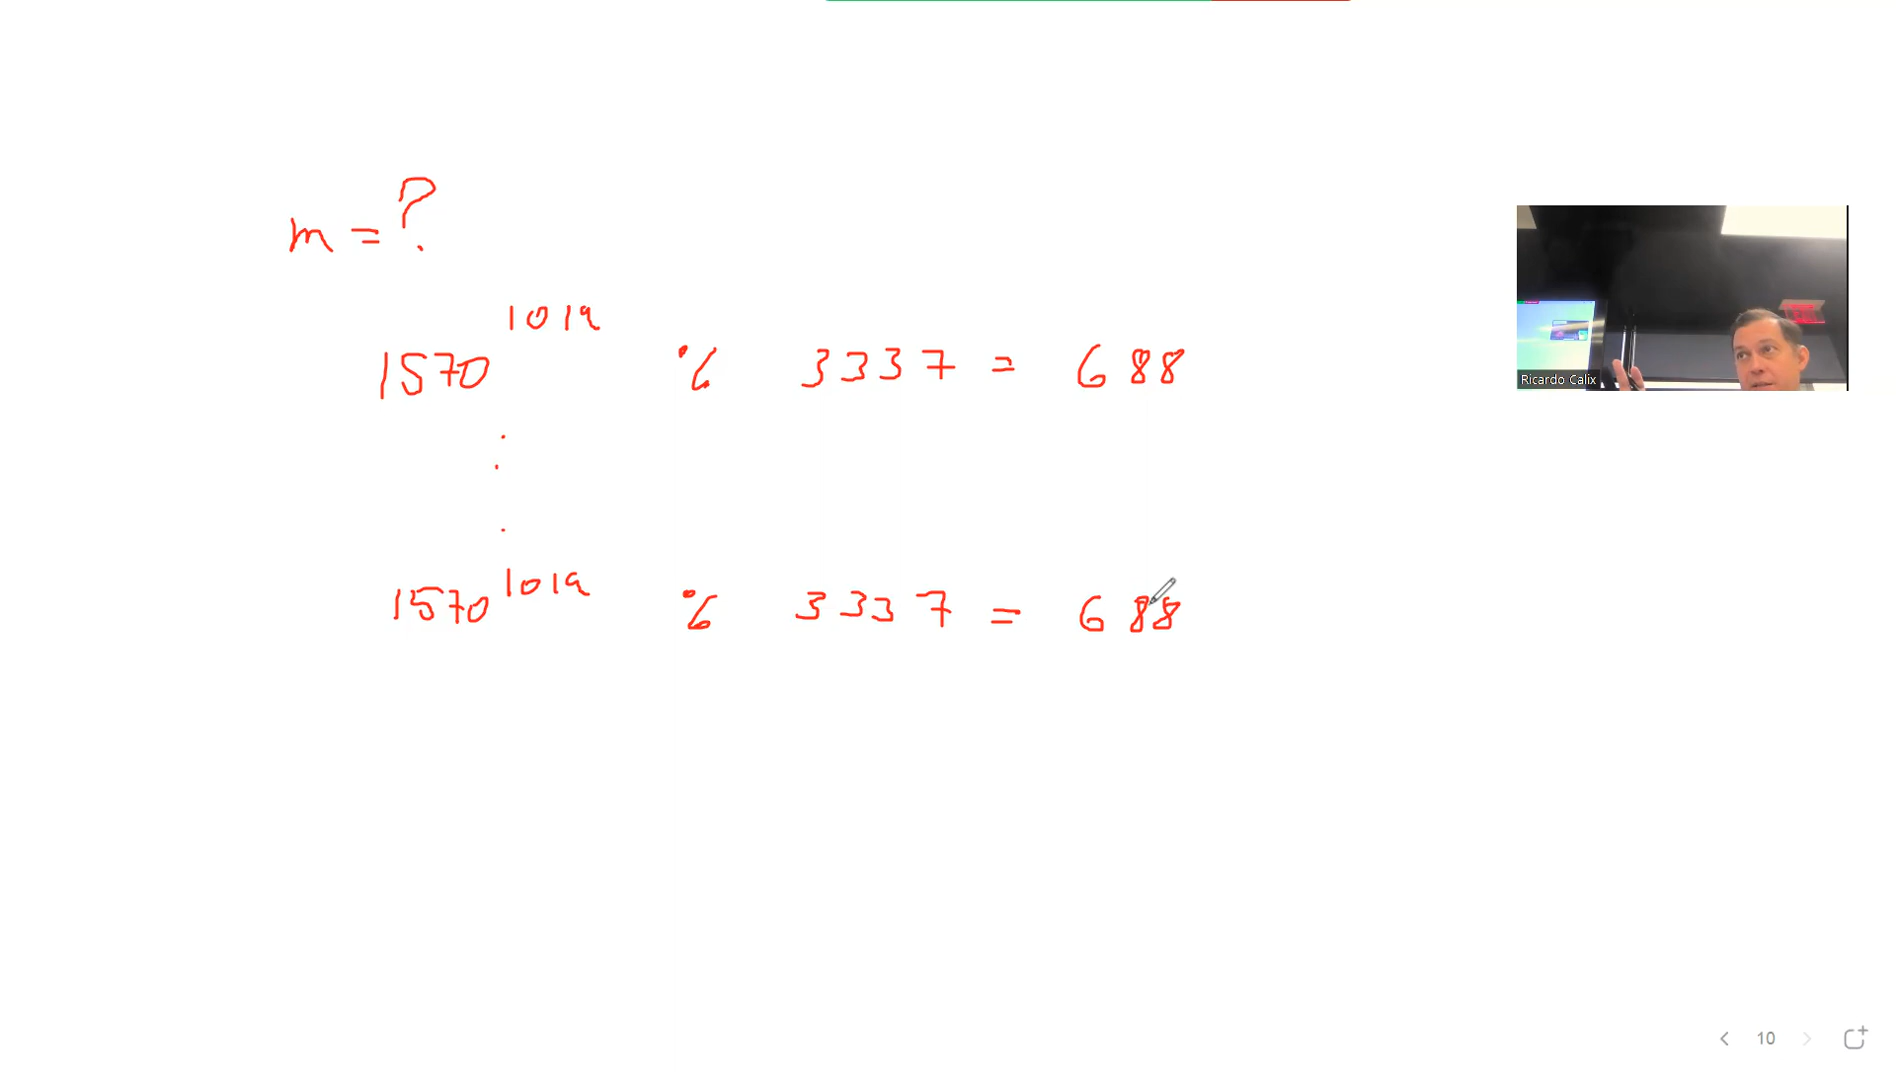 m = ?
1570^1019 % 3337 = 688
Ricardo Calix
1570^1019 % 3337 = 688
10